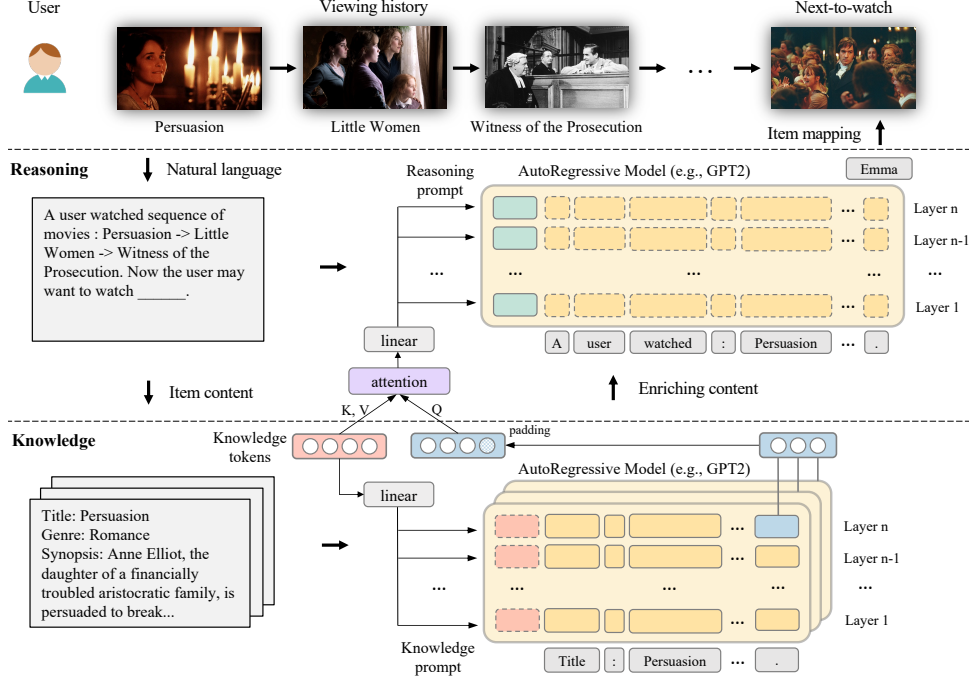 User
Viewing history
Next-to-watch
Persuasion
Little Women
Witness of the Prosecution
Item mapping
Reasoning
Natural language
Reasoning
prompt
AutoRegressive Model (e.g., GPT2)
Emma
A user watched sequence of
movies : Persuasion -> Little
Women -> Witness of the
Prosecution. Now the user may
want to watch ______.
Layer n
Layer n-1
...
...
...
...
...
Layer 1
linear
A
user
watched
:
Persuasion
...
.
attention
Item content
Enriching content
K, V
Q
Knowledge
Knowledge
tokens
padding
AutoRegressive Model (e.g., GPT2)
linear
Title: Persuasion
Genre: Romance
Synopsis: Anne Elliot, the
daughter of a financially
troubled aristocratic family, is
persuaded to break...
Layer n
Layer n-1
...
...
...
...
...
Layer 1
Knowledge
prompt
Title
:
Persuasion
...
.